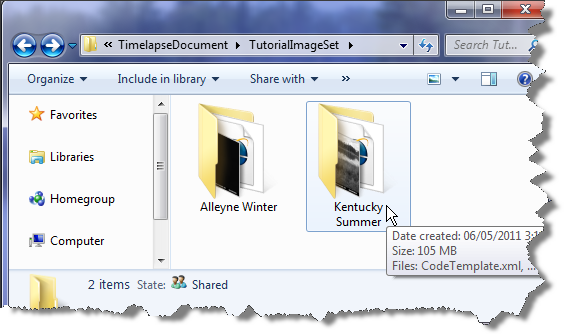 « TimelapseDocument ▸ TutorialImageSet ▸
Search Tut...
Organize Include in library Share with »
Favorites
Libraries
Homegroup
Computer
Alleyne Winter
Kentucky
Summer
Date created: 06/05/2011 3:1
Size: 105 MB
Files: CodeTemplate.xml, ...
2 items State: Shared